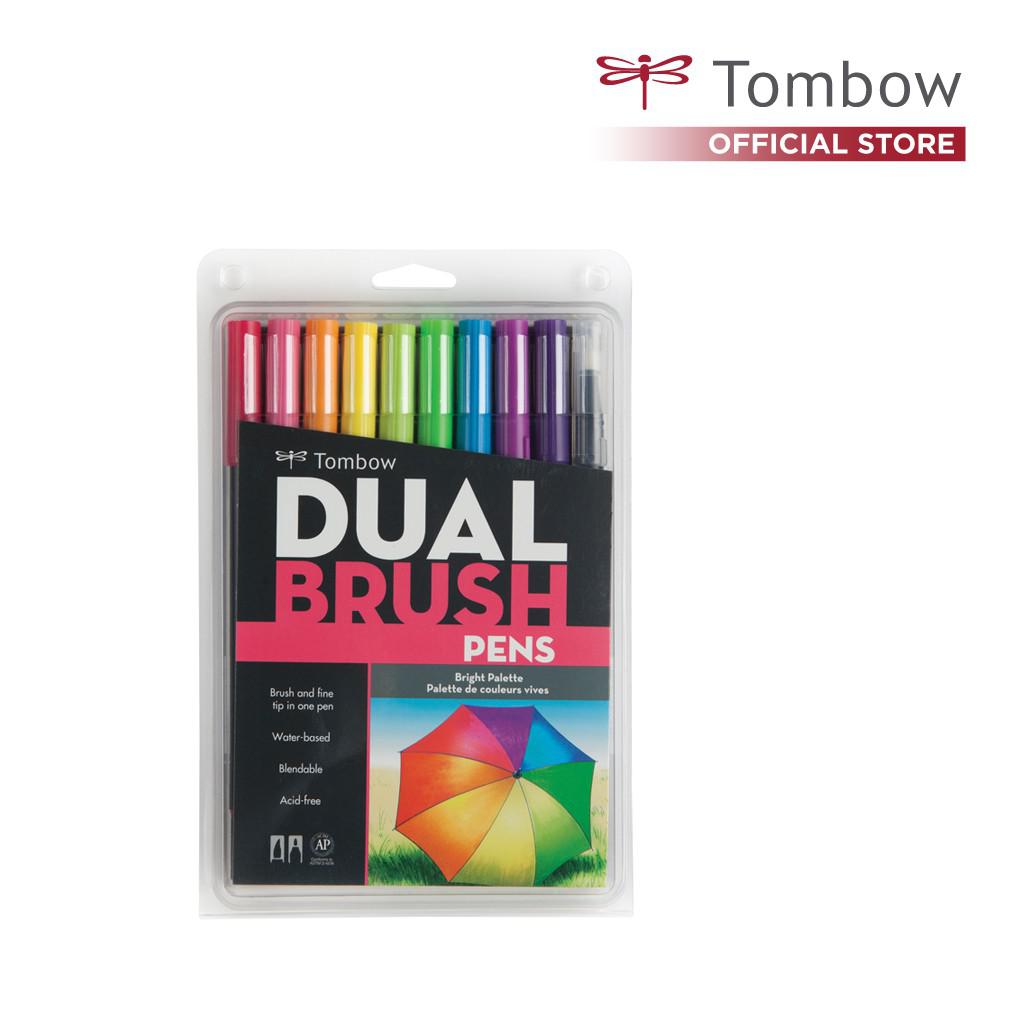 Tombow
OFFICIAL STORE
Tombow
DUAL
BRUSH
PENS
Bright Palette
Palette de couleurs vives
Brush and fine
tip in one pen
Water-based
Blendable
Acid-free
AP